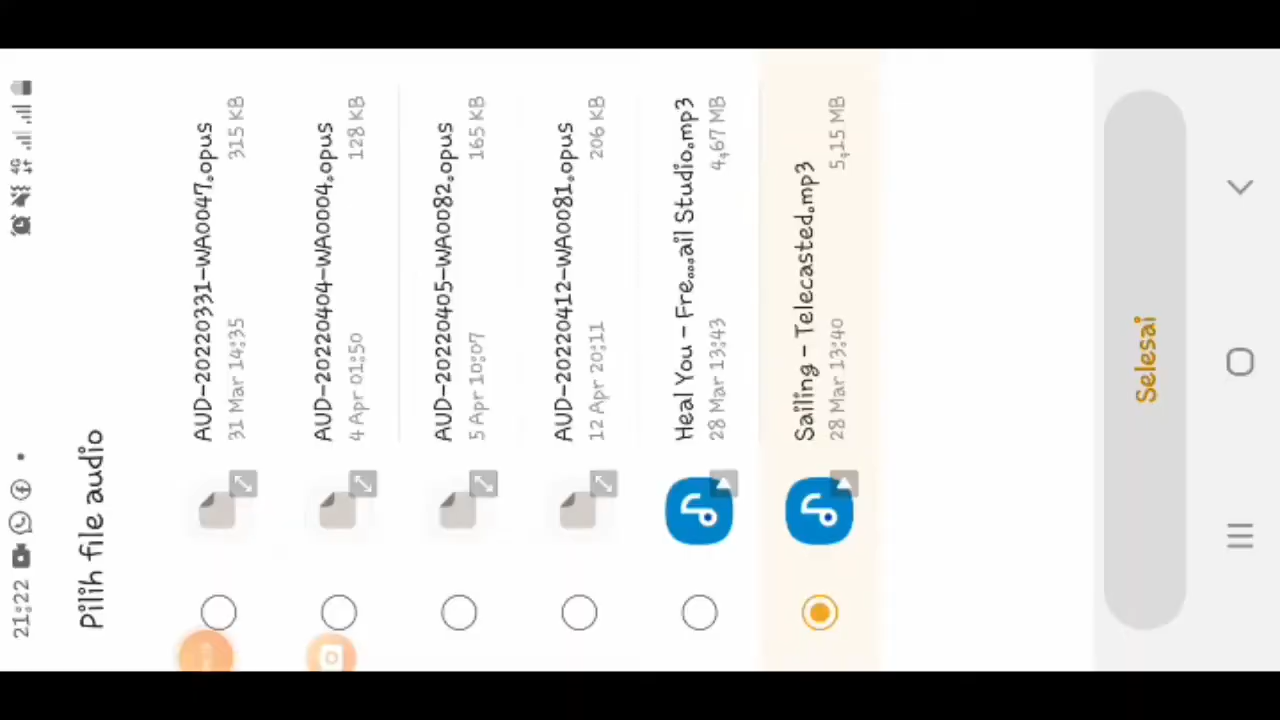 21:22
4G
Pilih file audio
AUD-20220331-WA0047.opus
31 Mar 14:35 315 KB
AUD-20220404-WA0004.opus
4 Apr 01:50 128 KB
AUD-20220405-WA0082.opus
5 Apr 10:07 165 KB
AUD-20220412-WA0081.opus
12 Apr 20:11 206 KB
Heal You - Fre...ail Studio.mp3
28 Mar 13:43 4,67 MB
Sailing - Telecasted.mp3
28 Mar 13:40 5,15 MB
Selesai